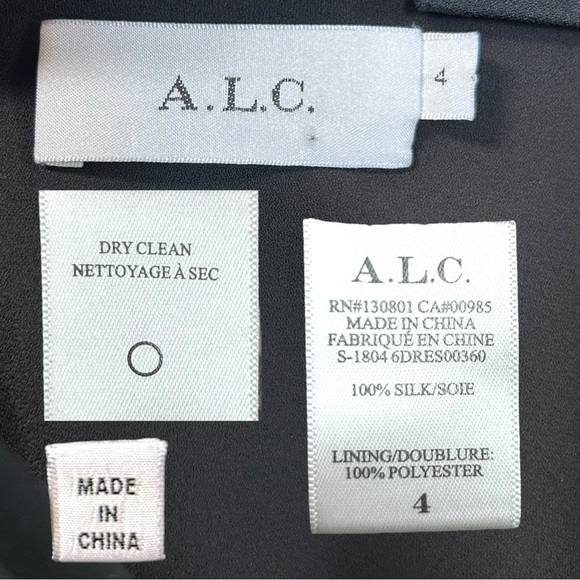 A.L.C.
4
DRY CLEAN
NETTOYAGE À SEC
A.L.C.
RN#130801 CA#00985
MADE IN CHINA
FABRIQUÉ EN CHINE
S-1804 6DRES00360
100% SILK/SOIE
LINING/DOUBLURE:
100% POLYESTER
4
MADE
IN
CHINA